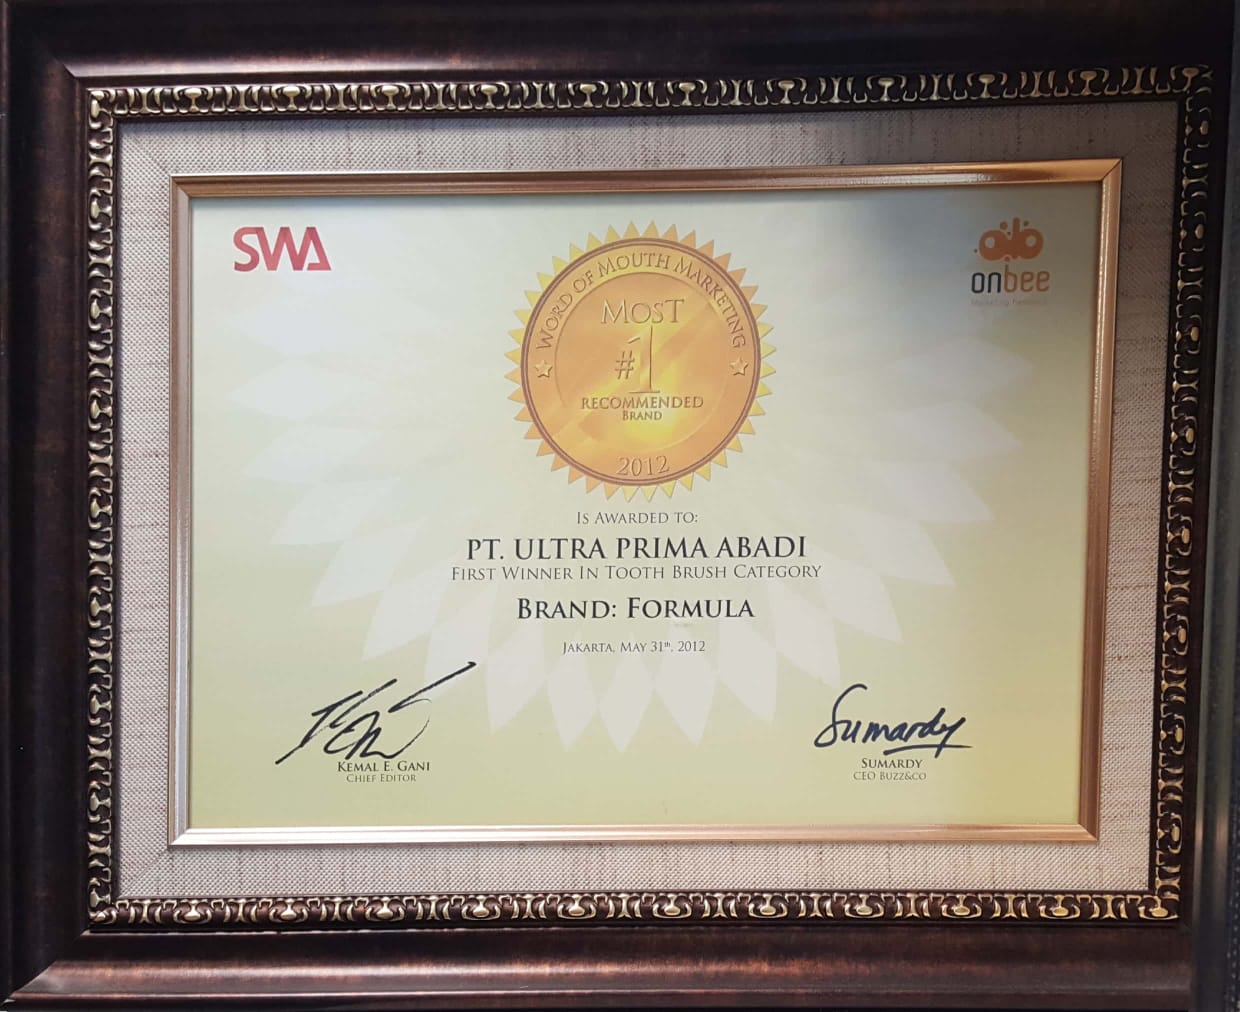 SWA
onbee
Marketing Research
WORD OF MOUTH MARKETING
MOST
#1
RECOMMENDED
BRAND
2012
IS AWARDED TO:
PT. ULTRA PRIMA ABADI
FIRST WINNER IN TOOTH BRUSH CATEGORY
BRAND: FORMULA
JAKARTA, MAY 31th, 2012
Sumardy
KEMAL E. GANI
CHIEF EDITOR
SUMARDY
CEO BUZZ&CO